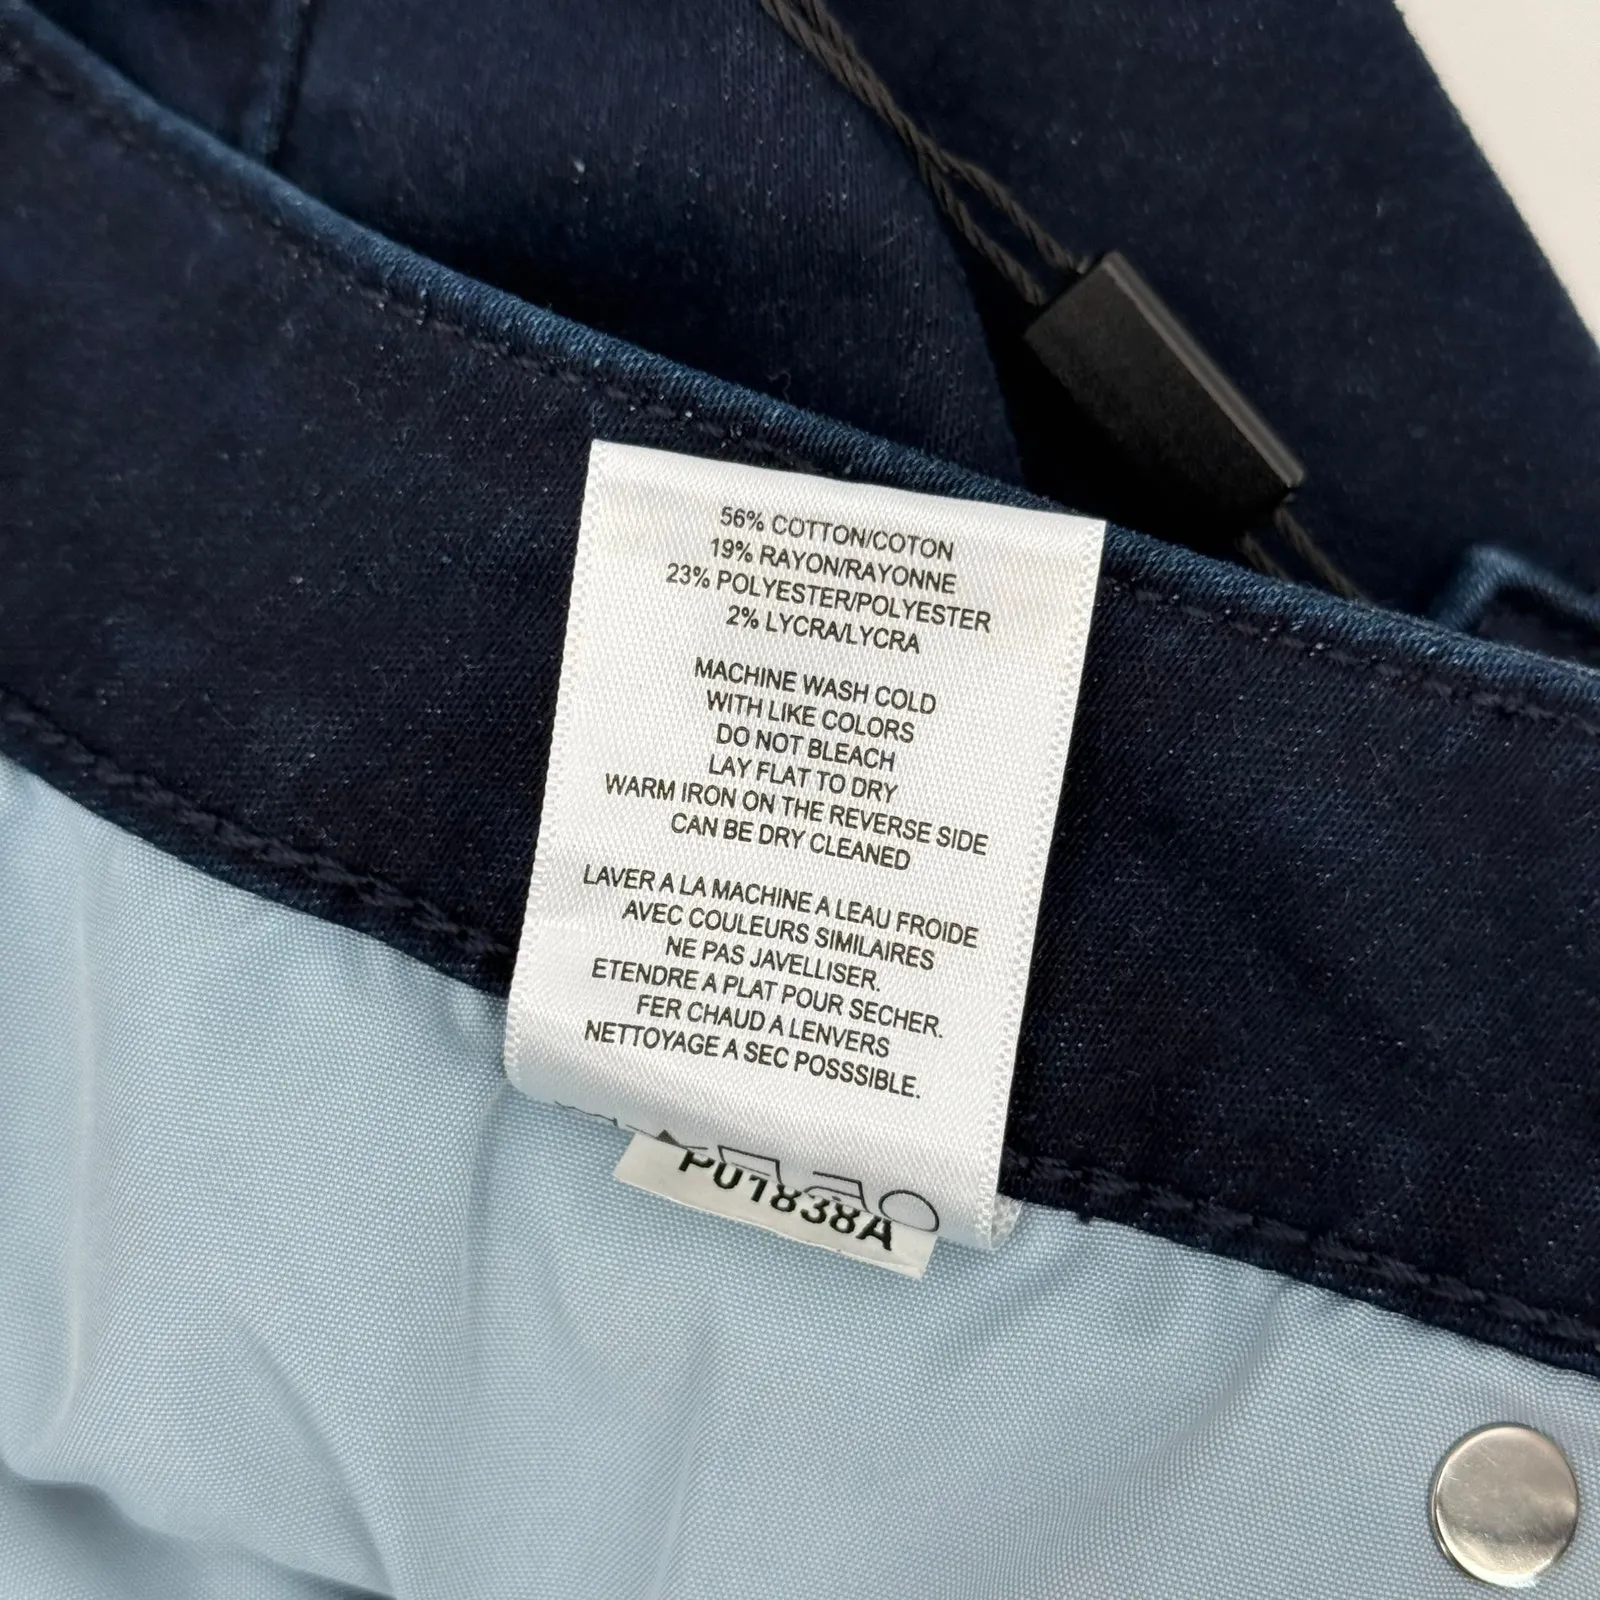 56% COTTON/COTON
19% RAYON/RAYONNE
23% POLYESTER/POLYESTER
2% LYCRA/LYCRA
MACHINE WASH COLD
WITH LIKE COLORS
DO NOT BLEACH
LAY FLAT TO DRY
WARM IRON ON THE REVERSE SIDE
CAN BE DRY CLEANED
LAVER A LA MACHINE A LEAU FROIDE
AVEC COULEURS SIMILAIRES
NE PAS JAVELLISER.
ETENDRE A PLAT POUR SECHER.
FER CHAUD A LENVERS
NETTOYAGE A SEC POSSSIBLE.
P01838A